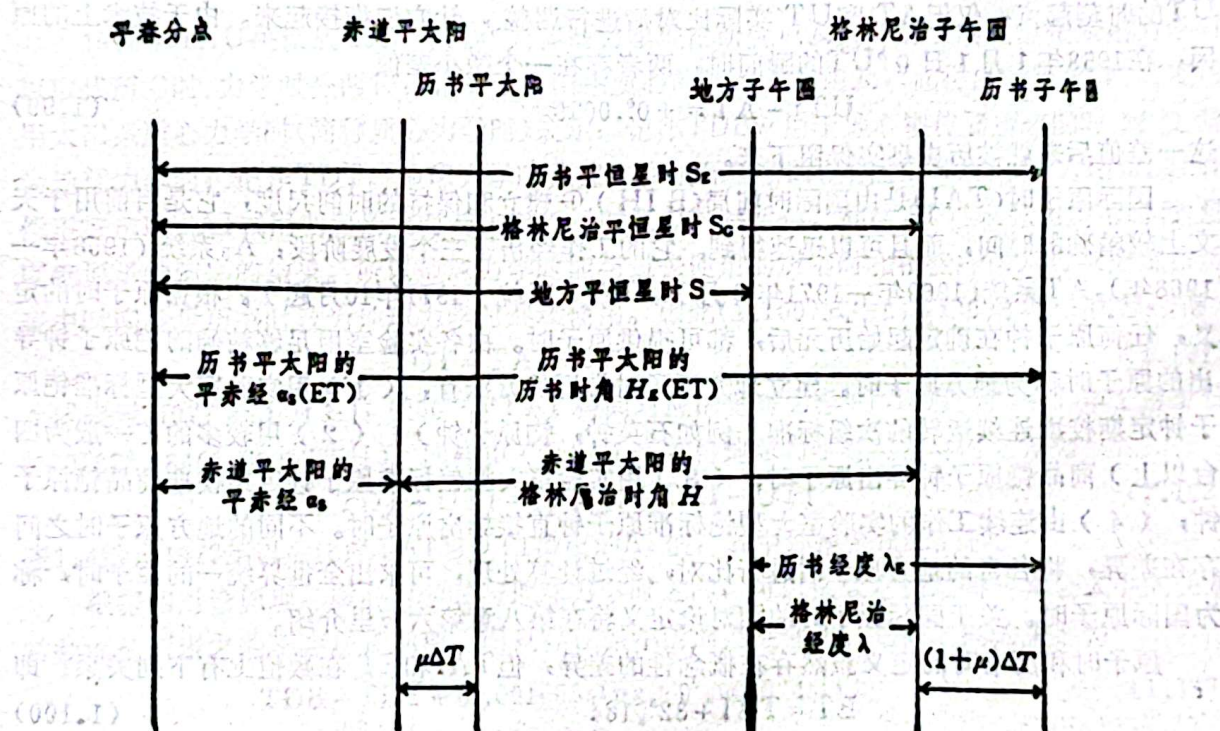 平春分点 赤道平太阳 格林尼治子午圈
历书平太阳 地方子午圈 历书子午圈
历书平恒星时 S_E
格林尼治平恒星时 S_G
地方平恒星时 S
历书平太阳的 历书平太阳的
平赤经 α_s(ET) 历书时角 H_E(ET)
赤道平太阳的 赤道平太阳的
平赤经 α_s 格林尼治时角 H
历书经度 λ_E
格林尼治
经度 λ
μΔT (1+μ)ΔT
(1.100)